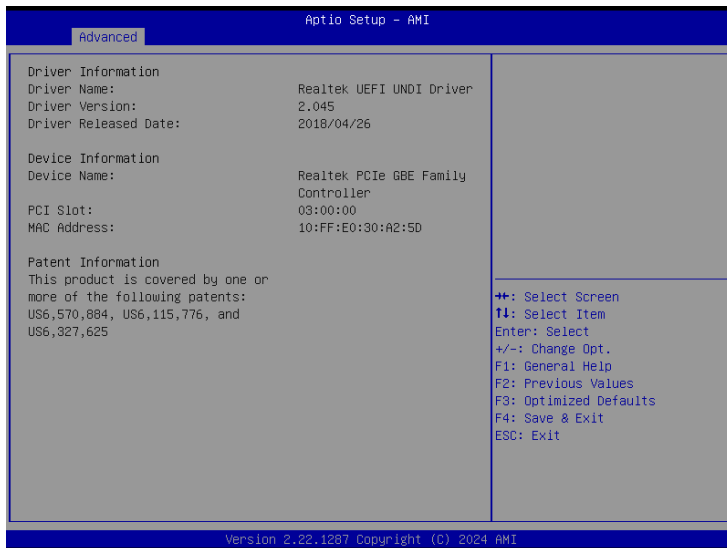 Aptio Setup – AMI
Advanced
Driver Information
Driver Name: Realtek UEFI UNDI Driver
Driver Version: 2.045
Driver Released Date: 2018/04/26
Device Information
Device Name: Realtek PCIe GBE Family
Controller
PCI Slot: 03:00:00
MAC Address: 10:FF:E0:30:A2:5D
Patent Information
This product is covered by one or
more of the following patents:
US6,570,884, US6,115,776, and
US6,327,625
→←: Select Screen
↑↓: Select Item
Enter: Select
+/-: Change Opt.
F1: General Help
F2: Previous Values
F3: Optimized Defaults
F4: Save & Exit
ESC: Exit
Version 2.22.1287 Copyright (C) 2024 AMI